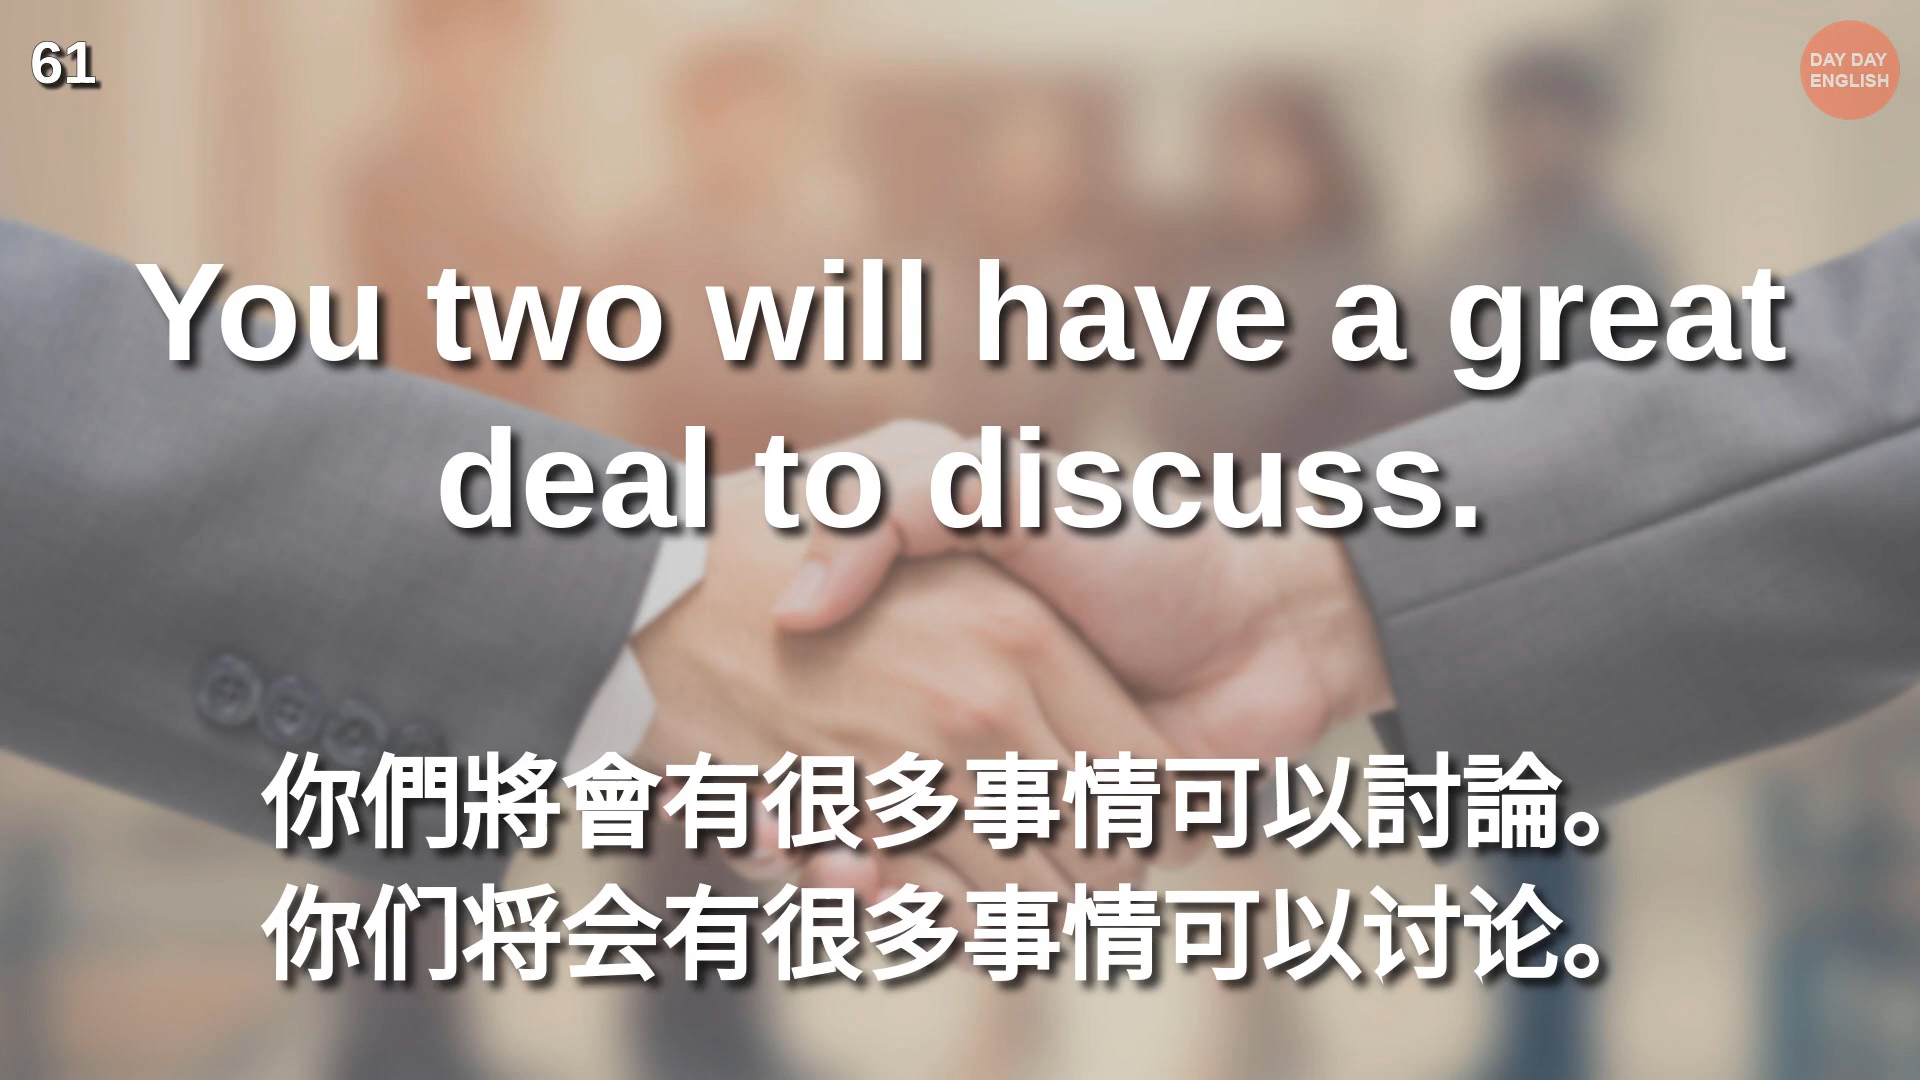 61
DAY DAY
ENGLISH
You two will have a great
deal to discuss.
你們將會有很多事情可以討論。
你们将会有很多事情可以讨论。